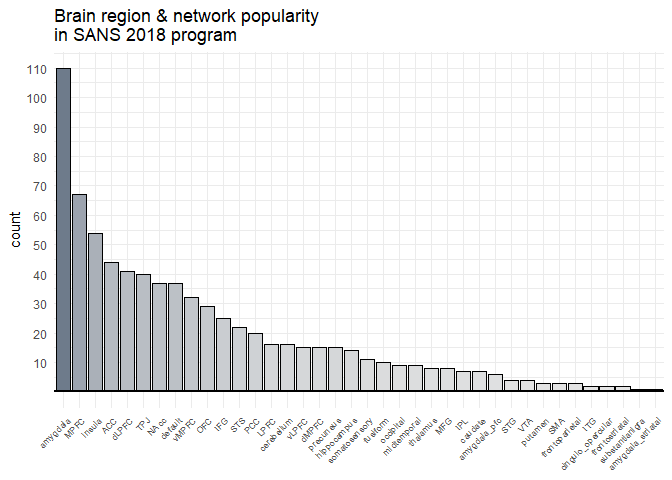 Brain region & network popularity
in SANS 2018 program
110
100
90
80
70
60
50
40
30
20
10
count
amygdala
MPFC
Insula
ACC
dLPFC
TPJ
NAcc
default
vMPFC
OFC
IFG
STS
PCC
LPFC
cerebellum
vLPFC
dMPFC
precuneus
hippocampus
somatosensory
fusiform
occipital
midtemporal
thalamus
MFG
IPL
caudate
amygdala_pfc
STG
VTA
putamen
SMA
frontoparietal
ITG
cingulo_opercular
frontostriatal
substantianigra
amygdala_striatal